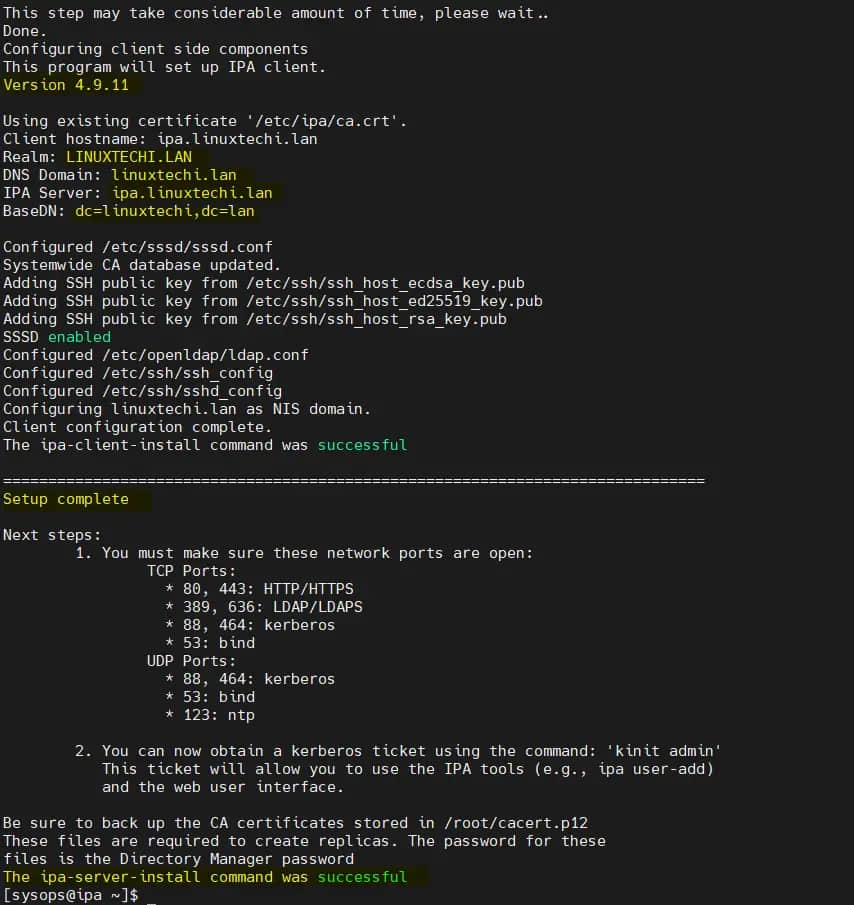 This step may take considerable amount of time, please wait..
Done.
Configuring client side components
This program will set up IPA client.
Version 4.9.11
Using existing certificate '/etc/ipa/ca.crt'.
Client hostname: ipa.linuxtechi.lan
Realm: LINUXTECHI.LAN
DNS Domain: linuxtechi.lan
IPA Server: ipa.linuxtechi.lan
BaseDN: dc=linuxtechi,dc=lan
Configured /etc/sssd/sssd.conf
Systemwide CA database updated.
Adding SSH public key from /etc/ssh/ssh_host_ecdsa_key.pub
Adding SSH public key from /etc/ssh/ssh_host_ed25519_key.pub
Adding SSH public key from /etc/ssh/ssh_host_rsa_key.pub
SSSD enabled
Configured /etc/openldap/ldap.conf
Configured /etc/ssh/ssh_config
Configured /etc/ssh/sshd_config
Configuring linuxtechi.lan as NIS domain.
Client configuration complete.
The ipa-client-install command was successful
==============================================================================
Setup complete
Next steps:
1. You must make sure these network ports are open:
TCP Ports:
* 80, 443: HTTP/HTTPS
* 389, 636: LDAP/LDAPS
* 88, 464: kerberos
* 53: bind
UDP Ports:
* 88, 464: kerberos
* 53: bind
* 123: ntp
2. You can now obtain a kerberos ticket using the command: 'kinit admin'
This ticket will allow you to use the IPA tools (e.g., ipa user-add)
and the web user interface.
Be sure to back up the CA certificates stored in /root/cacert.p12
These files are required to create replicas. The password for these
files is the Directory Manager password
The ipa-server-install command was successful
[sysops@ipa ~]$ _